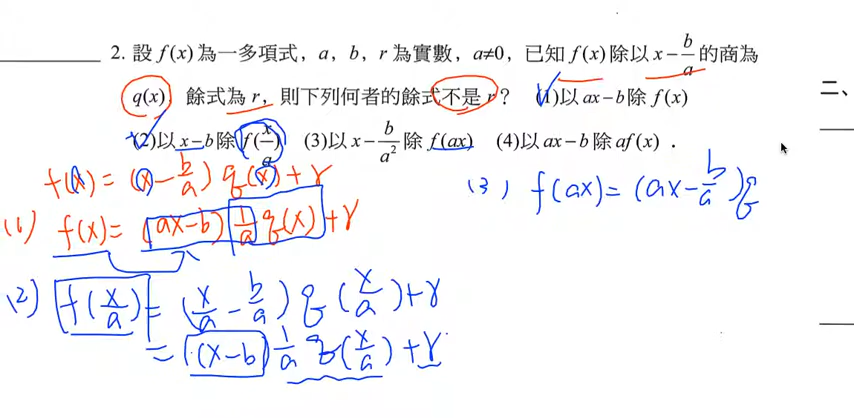 2. 設 f(x) 為一多項式，a，b，r 為實數，a≠0，已知 f(x) 除以 x－b/a 的商為
q(x)，餘式為 r，則下列何者的餘式不是 r？ (1)以 ax－b 除 f(x)
(2)以 x－b 除 f(x/a) (3)以 x－b/a² 除 f(ax) (4)以 ax－b 除 af(x)．
二、
f(x) = (x－b/a) q(x) + r
(1) f(x) = (ax－b) 1/a q(x) + r
(2) f(x/a) = (x/a－b/a) q(x/a) + r
= (x－b) 1/a q(x/a) + r
(3) f(ax) = (ax－b/a) q